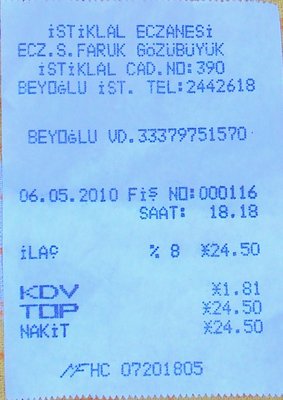 İSTİKLAL ECZANESİ
ECZ.S.FARUK GÖZÜBÜYÜK
İSTİKLAL CAD.NO:390
BEYOĞLU İST. TEL:2442618
BEYOĞLU VD.33379751570
06.05.2010 FİŞ NO:000116
SAAT: 18.18
İLAÇ % 8 ¥24.50
KDV ¥1.81
TOP ¥24.50
NAKİT ¥24.50
MF HC 07201805